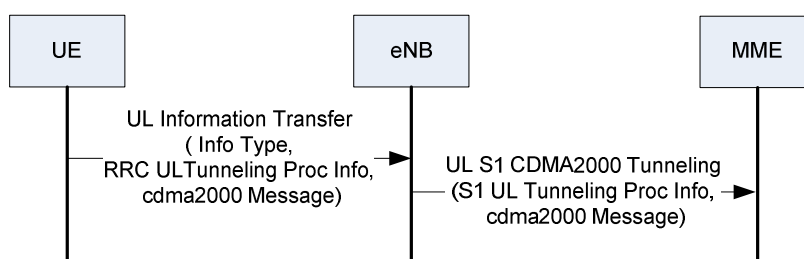 UE
eNB
MME
UL Information Transfer
( Info Type,
RRC ULTunneling Proc Info,
cdma2000 Message)
UL S1 CDMA2000 Tunneling
(S1 UL Tunneling Proc Info,
cdma2000 Message)